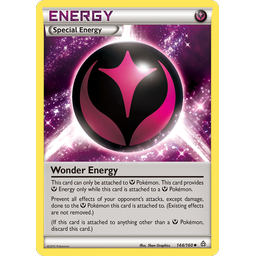 ENERGY
Special Energy
Wonder Energy
This card can only be attached to Pokémon. This card provides
Energy only while this card is attached to a Pokémon.
Prevent all effects of your opponent's attacks, except damage,
done to the Pokémon this card is attached to. (Existing effects
are not removed.)
(If this card is attached to anything other than a Pokémon,
discard this card.)
Illus. 5ban Graphics 144/160